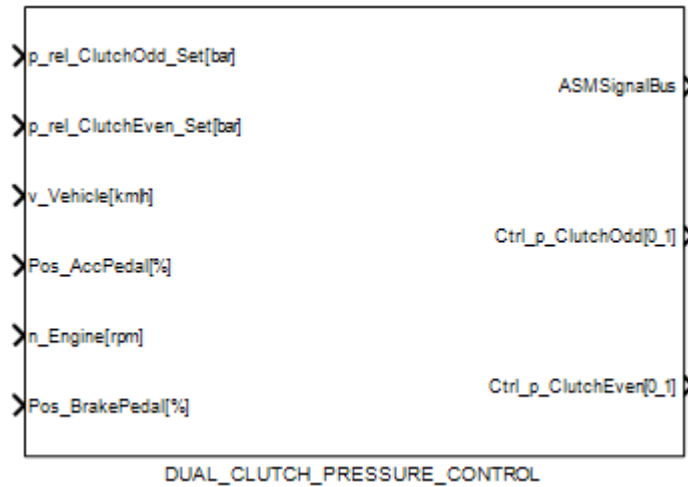 p_rel_ClutchOdd_Set[bar]
ASMSignalBus
p_rel_ClutchEven_Set[bar]
v_Vehicle[km/h]
Ctrl_p_ClutchOdd[0_1]
Pos_AccPedal[%]
n_Engine[rpm]
Ctrl_p_ClutchEven[0_1]
Pos_BrakePedal[%]
DUAL_CLUTCH_PRESSURE_CONTROL